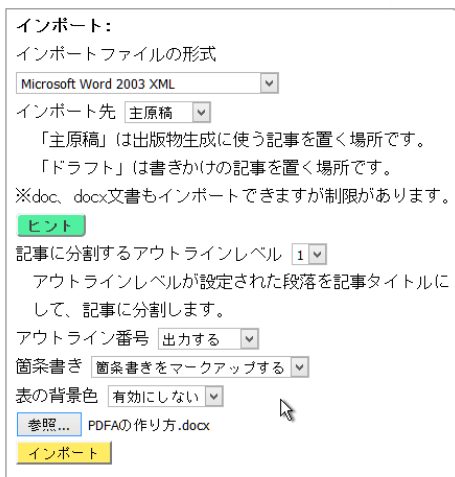 インポート:
インポートファイルの形式
Microsoft Word 2003 XML
インポート先 主原稿
「主原稿」は出版物生成に使う記事を置く場所です。
「ドラフト」は書きかけの記事を置く場所です。
※doc、docx文書もインポートできますが制限があります。
ヒント
記事に分割するアウトラインレベル 1
アウトラインレベルが設定された段落を記事タイトルに
して、記事に分割します。
アウトライン番号 出力する
箇条書き 箇条書きをマークアップする
表の背景色 有効にしない
参照... PDFAの作り方.docx
インポート